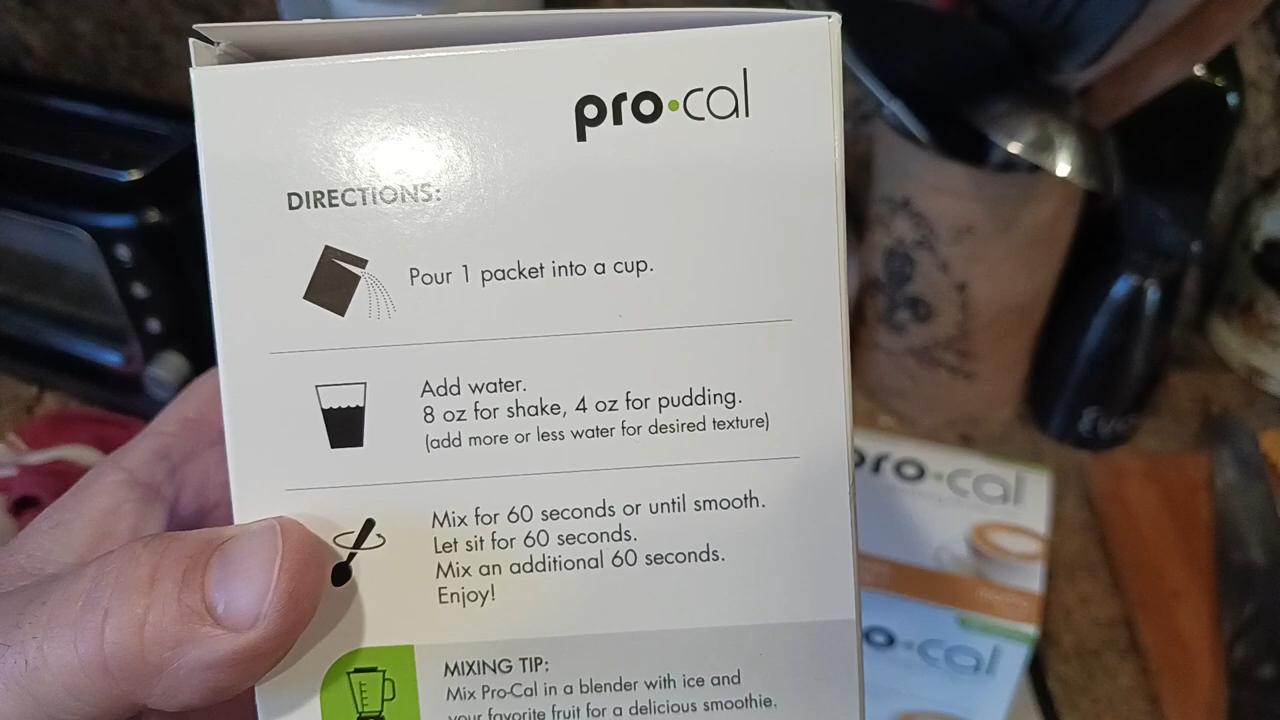 pro•cal
DIRECTIONS:
Pour 1 packet into a cup.
Add water.
8 oz for shake, 4 oz for pudding.
(add more or less water for desired texture)
Mix for 60 seconds or until smooth.
Let sit for 60 seconds.
Mix an additional 60 seconds.
Enjoy!
MIXING TIP:
Mix Pro-Cal in a blender with ice and
your favorite fruit for a delicious smoothie.
pro•cal
o•cal